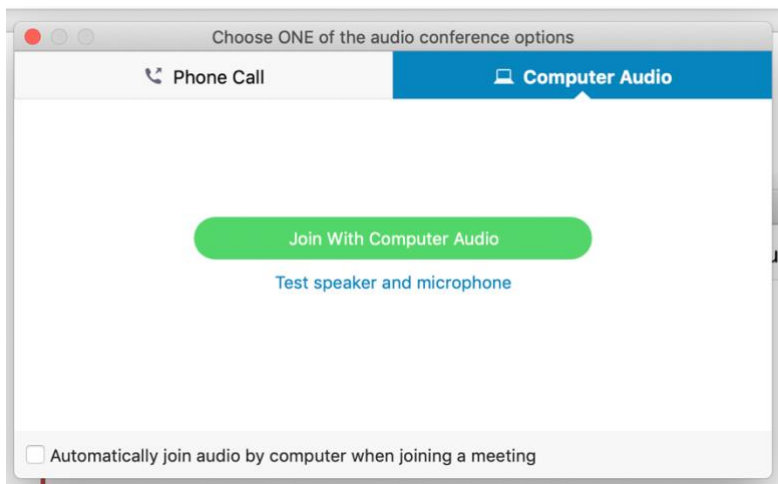 Choose ONE of the audio conference options
Phone Call
Computer Audio
Join With Computer Audio
Test speaker and microphone
Automatically join audio by computer when joining a meeting